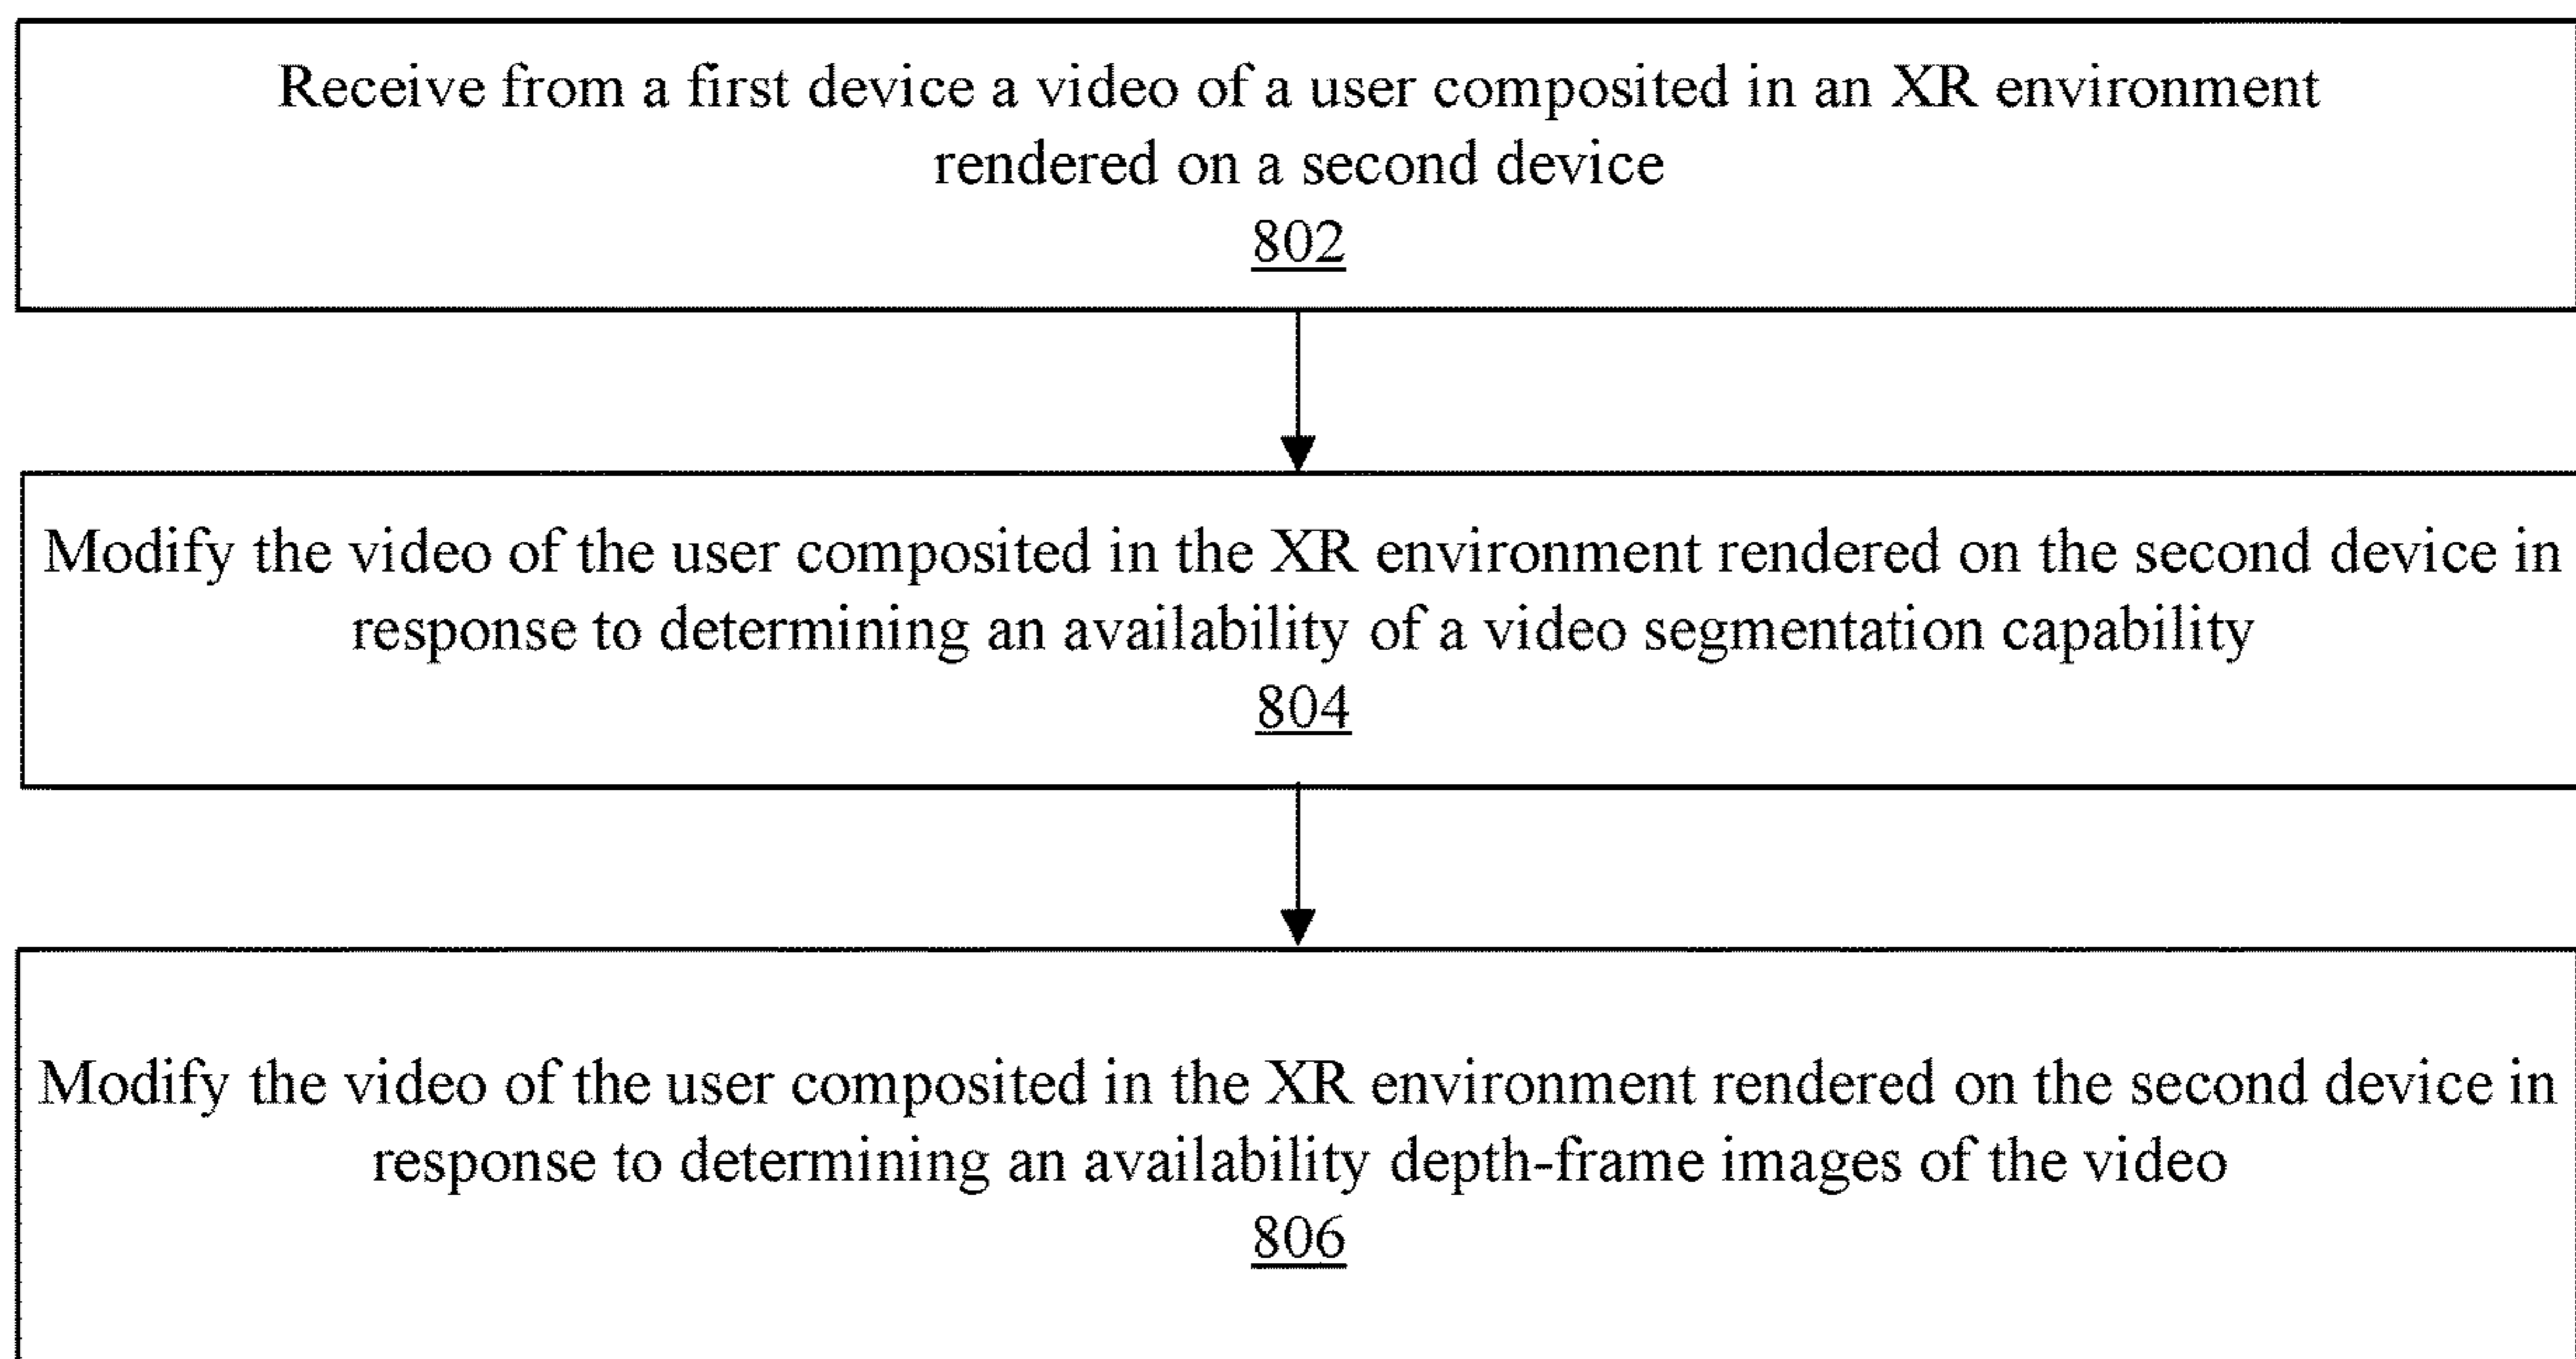 Receive from a first device a video of a user composited in an XR environment
rendered on a second device
802
Modify the video of the user composited in the XR environment rendered on the second device in
response to determining an availability of a video segmentation capability
804
Modify the video of the user composited in the XR environment rendered on the second device in
response to determining an availability depth-frame images of the video
806